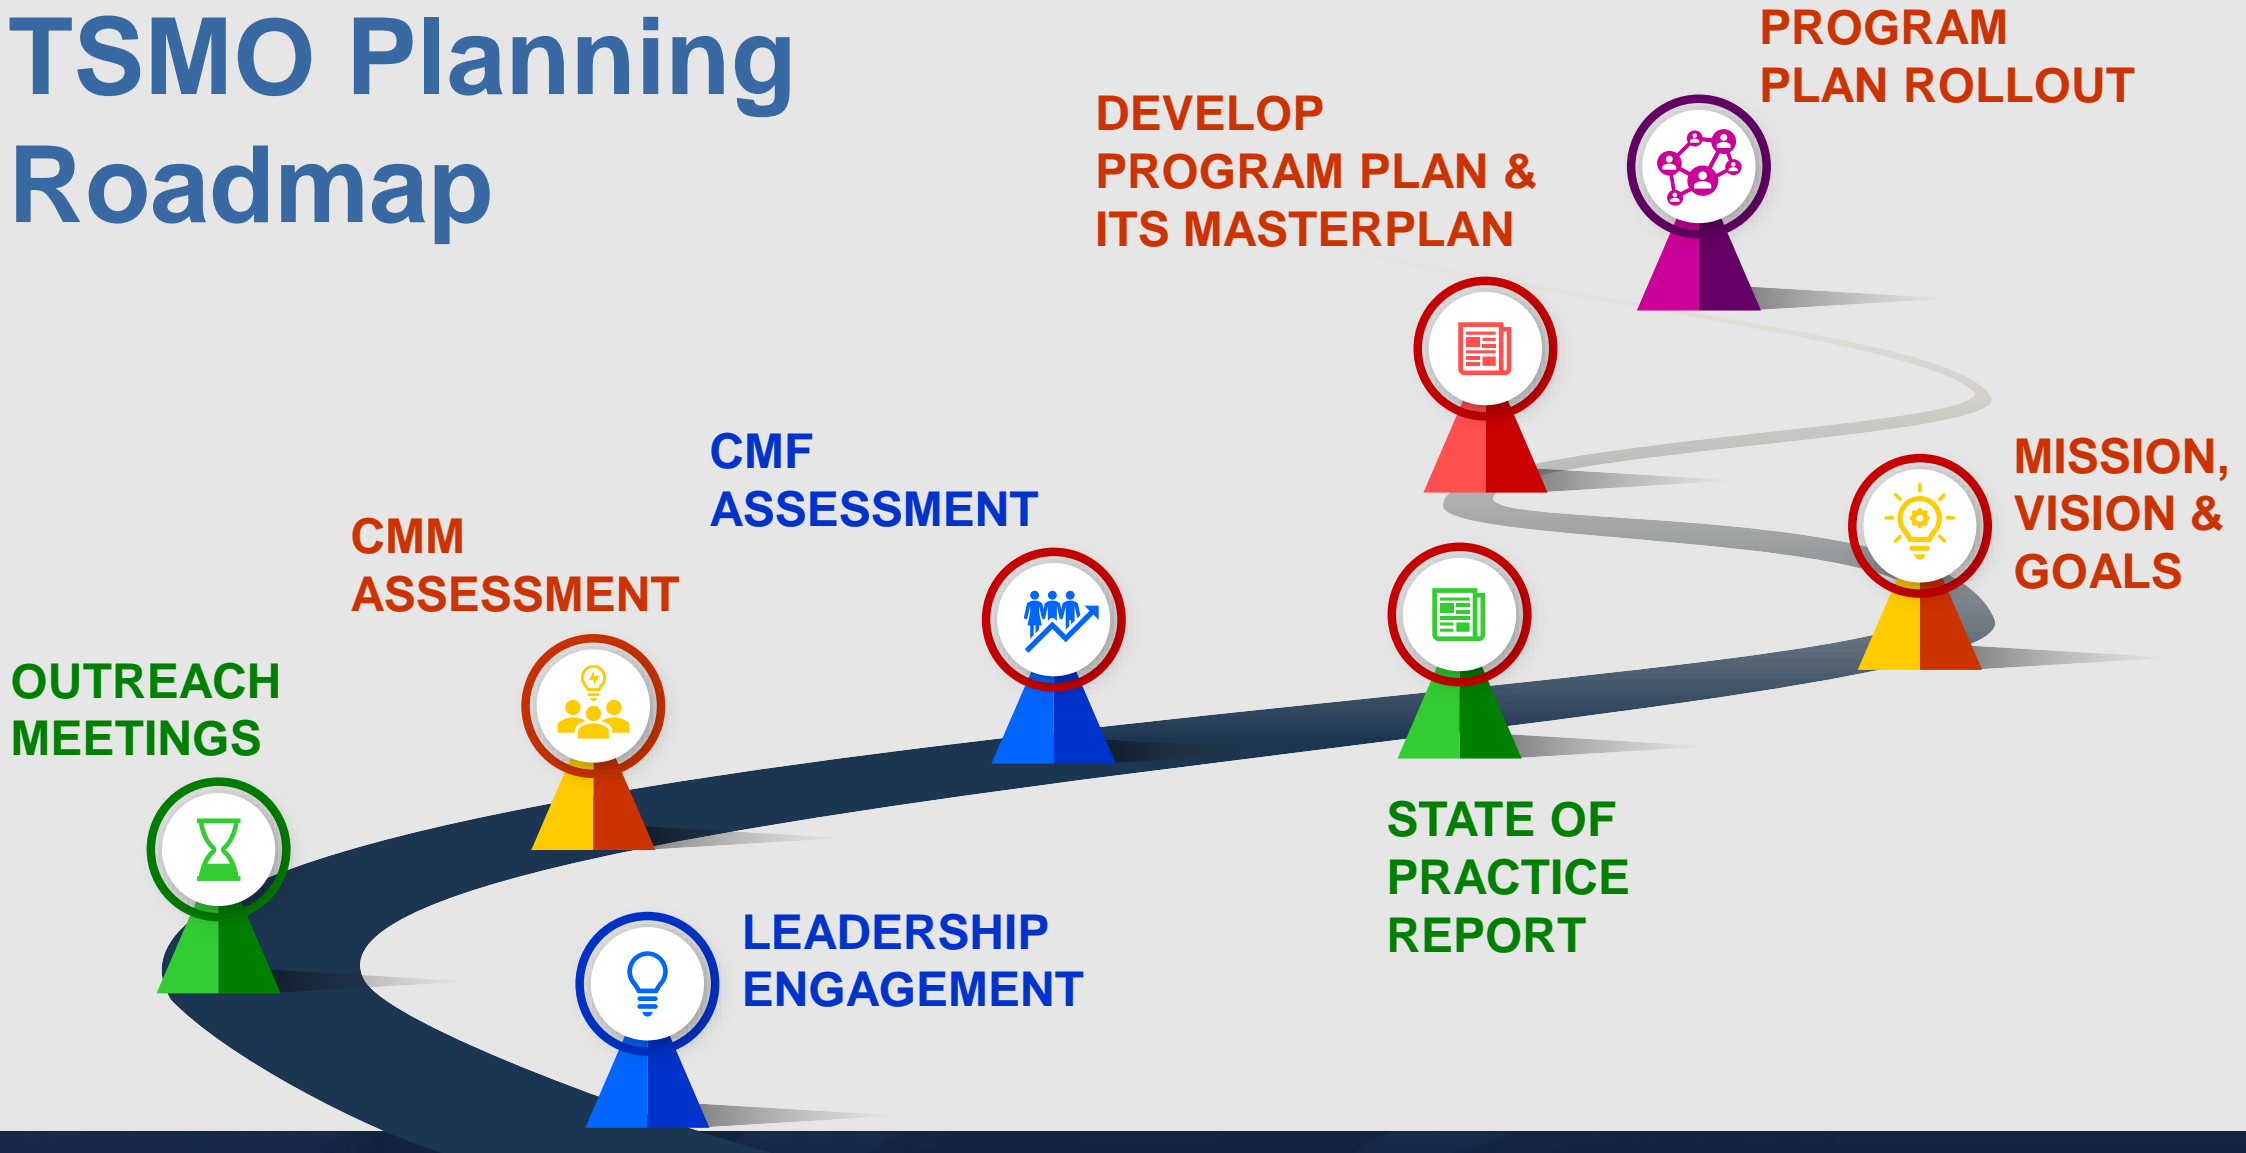 TSMO Planning
Roadmap
PROGRAM
PLAN ROLLOUT
DEVELOP
PROGRAM PLAN &
ITS MASTERPLAN
MISSION,
VISION &
GOALS
CMF
ASSESSMENT
CMM
ASSESSMENT
OUTREACH
MEETINGS
STATE OF
PRACTICE
REPORT
LEADERSHIP
ENGAGEMENT